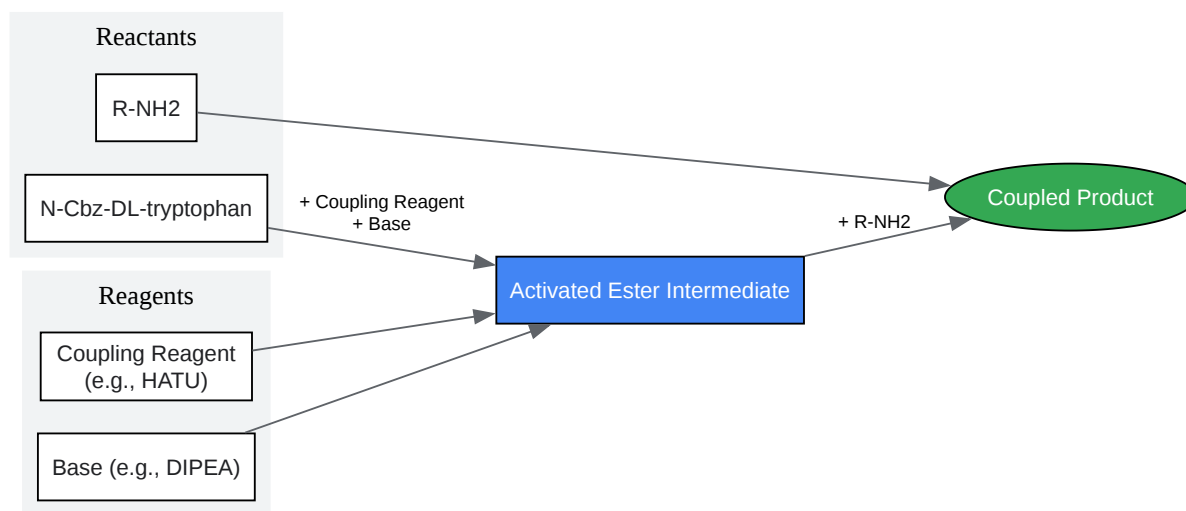 Reactants
R-NH2
N-Cbz-DL-tryptophan
+ Coupling Reagent
+ Base
Reagents
Coupling Reagent
(e.g., HATU)
Base (e.g., DIPEA)
Activated Ester Intermediate
+ R-NH2
Coupled Product